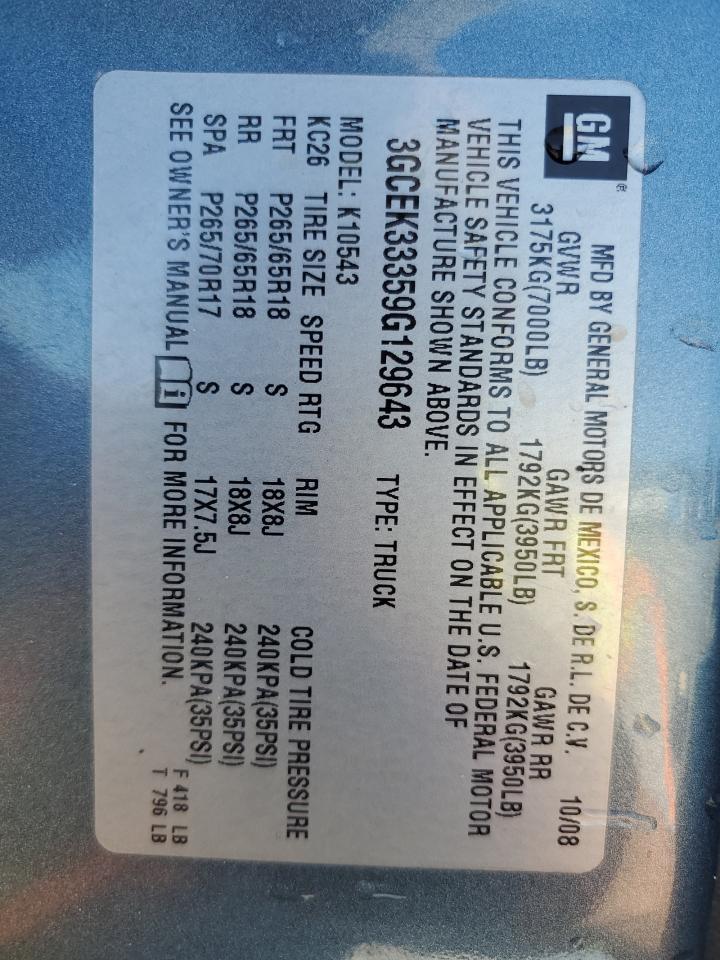 GM ®
MFD BY GENERAL MOTORS DE MEXICO, S. DE R.L. DE C.V. 10/08
GVWR GAWR FRT GAWR RR
3175KG(7000LB) 1792KG(3950LB) 1792KG(3950LB)
THIS VEHICLE CONFORMS TO ALL APPLICABLE U.S. FEDERAL MOTOR
VEHICLE SAFETY STANDARDS IN EFFECT ON THE DATE OF
MANUFACTURE SHOWN ABOVE.
3GCEK33359G129643 TYPE: TRUCK
MODEL: K10543
KC26 TIRE SIZE SPEED RTG RIM COLD TIRE PRESSURE
FRT P265/65R18 S 18X8J 240KPA(35PSI)
RR P265/65R18 S 18X8J 240KPA(35PSI)
SPA P265/70R17 S 17X7.5J 240KPA(35PSI)
SEE OWNER'S MANUAL i FOR MORE INFORMATION.
F 418 LB
T 796 LB